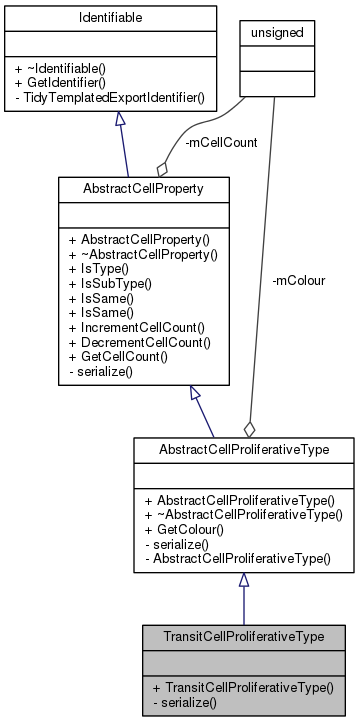 Identifiable
+ ~Identifiable()
+ GetIdentifier()
- TidyTemplatedExportIdentifier()
unsigned
-mCellCount
AbstractCellProperty
+ AbstractCellProperty()
+ ~AbstractCellProperty()
+ IsType()
+ IsSubType()
+ IsSame()
+ IsSame()
+ IncrementCellCount()
+ DecrementCellCount()
+ GetCellCount()
- serialize()
-mColour
AbstractCellProliferativeType
+ AbstractCellProliferativeType()
+ ~AbstractCellProliferativeType()
+ GetColour()
- serialize()
- AbstractCellProliferativeType()
TransitCellProliferativeType
+ TransitCellProliferativeType()
- serialize()